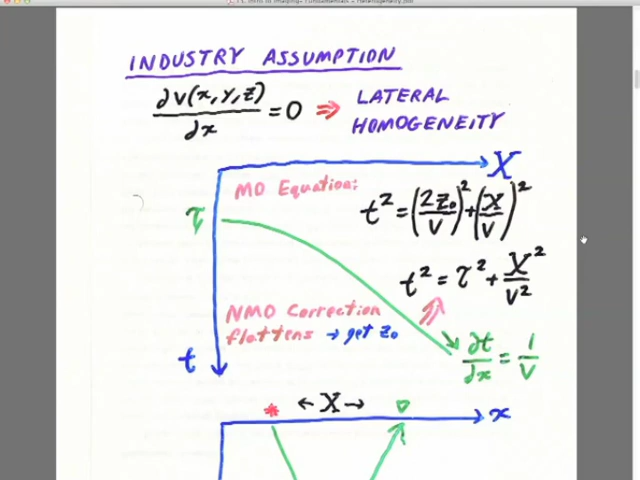 INDUSTRY ASSUMPTION
∂V(x,y,z)/∂x = 0 ⇒ LATERAL HOMOGENEITY
X
MO Equation:
t² = (2z₀/V)² + (X/V)²
τ
t² = τ² + X²/V²
NMO Correction
flattens → get z₀
t
∂t/∂x = 1/V
* ← X → ▽
x